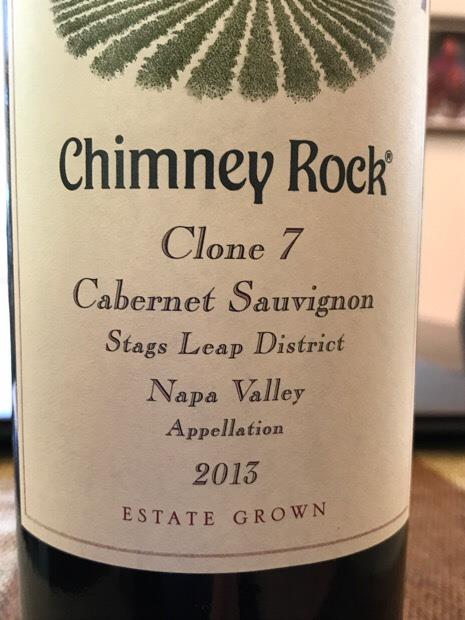 Chimney Rock®
Clone 7
Cabernet Sauvignon
Stags Leap District
Napa Valley
Appellation
2013
ESTATE GROWN